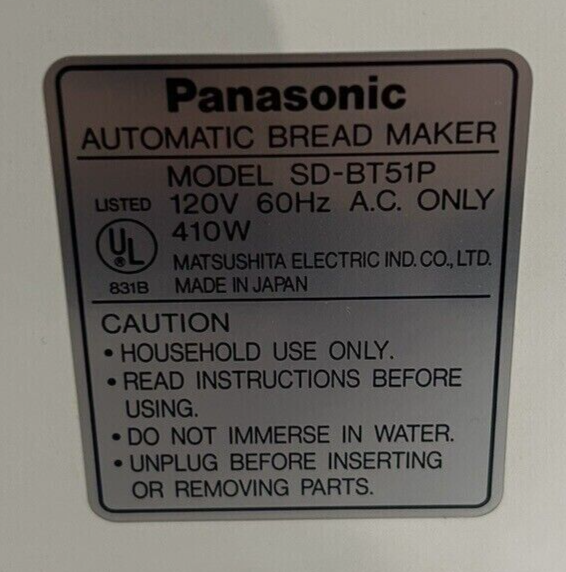 Panasonic
AUTOMATIC BREAD MAKER
MODEL SD-BT51P
LISTED 120V 60Hz A.C. ONLY
UL® 410W
MATSUSHITA ELECTRIC IND. CO., LTD.
831B MADE IN JAPAN
CAUTION
• HOUSEHOLD USE ONLY.
• READ INSTRUCTIONS BEFORE
USING.
• DO NOT IMMERSE IN WATER.
• UNPLUG BEFORE INSERTING
OR REMOVING PARTS.